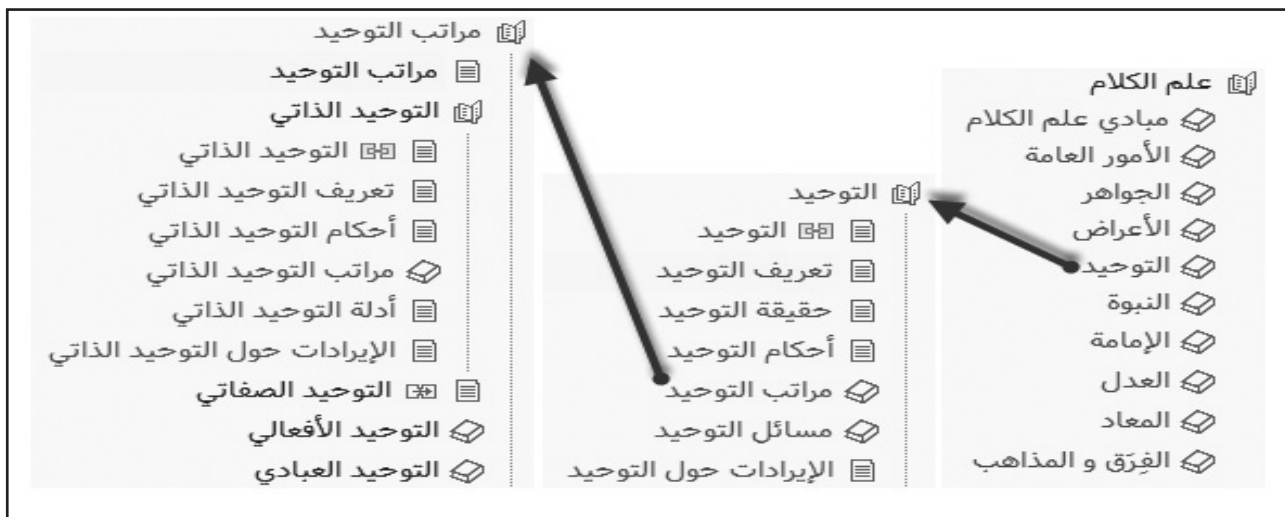 علم الكلام
مبادي علم الكلام
الأمور العامة
الجواهر
الأعراض
التوحيد
النبوة
الإمامة
العدل
المعاد
الفِرَق و المذاهب
التوحيد
التوحيد
تعريف التوحيد
حقيقة التوحيد
أحكام التوحيد
مراتب التوحيد
مسائل التوحيد
الإيرادات حول التوحيد
مراتب التوحيد
مراتب التوحيد
التوحيد الذاتي
التوحيد الذاتي
تعريف التوحيد الذاتي
أحكام التوحيد الذاتي
مراتب التوحيد الذاتي
أدلة التوحيد الذاتي
الإيرادات حول التوحيد الذاتي
التوحيد الصفاتي
التوحيد الأفعالي
التوحيد العبادي